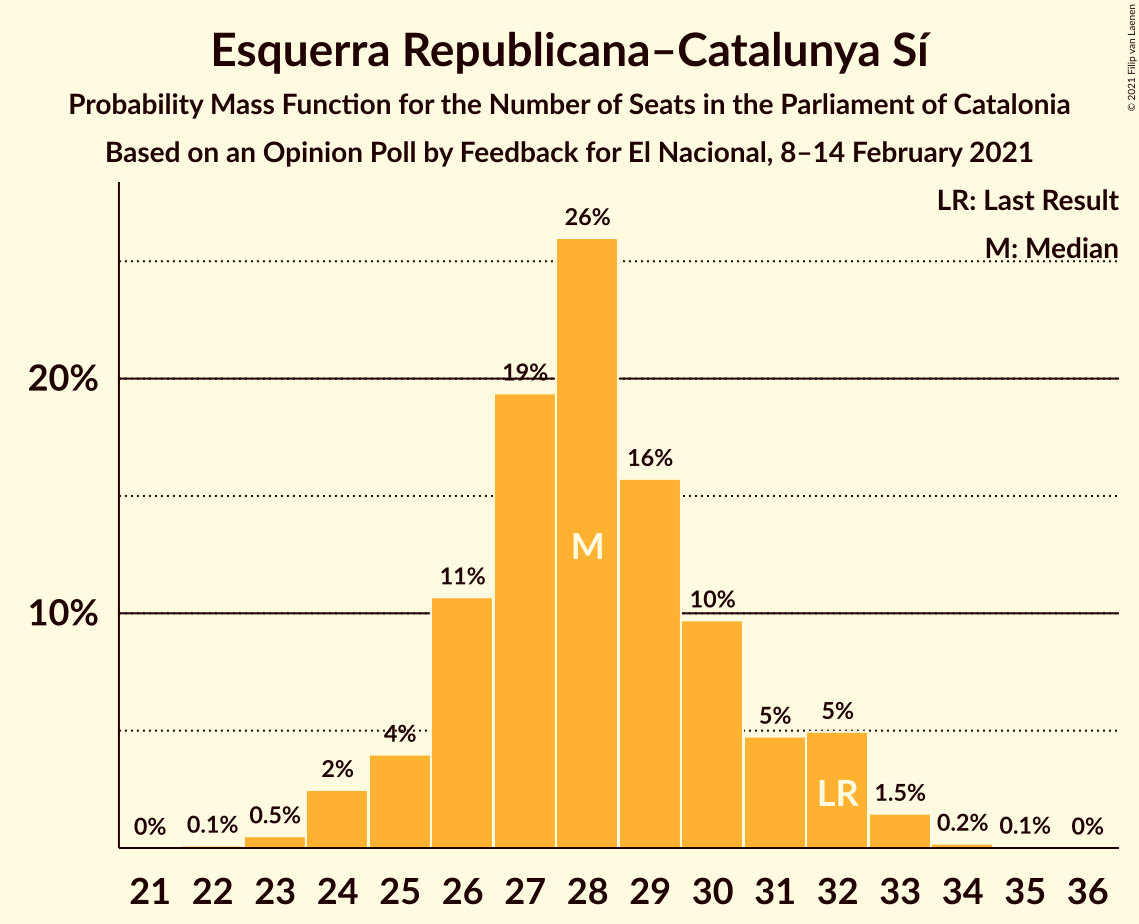 Esquerra Republicana–Catalunya Sí
Probability Mass Function for the Number of Seats in the Parliament of Catalonia
Based on an Opinion Poll by Feedback for El Nacional, 8–14 February 2021
© 2021 Filip van Laenen
LR: Last Result
M: Median
20%
10%
0%
0.1%
0.5%
2%
4%
11%
19%
26%
16%
10%
5%
5%
1.5%
0.2%
0.1%
0%
M
LR
21 22 23 24 25 26 27 28 29 30 31 32 33 34 35 36